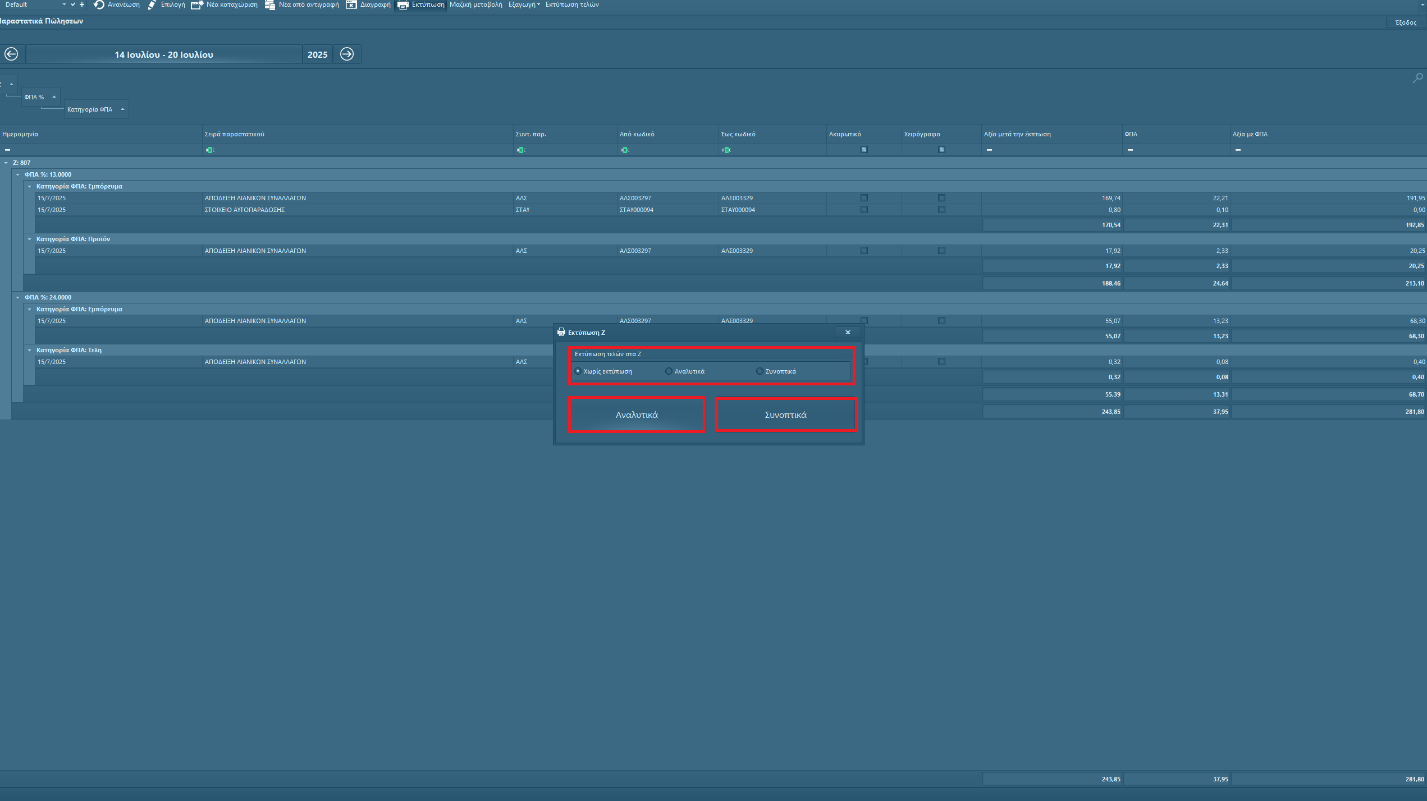 Default Ανανέωση Επιλογή Νέα καταχώριση Νέα από αντιγραφή Διαγραφή Εκτύπωση Μαζική μεταβολή Εξαγωγή Εκτύπωση τελών
Παραστατικά Πώλησεων Έξοδος
14 Ιουλίου - 20 Ιουλίου 2025
ΦΠΑ %
Κατηγορία ΦΠΑ
Ημερομηνία Σειρά παραστατικού Συντ. παρ. Από κωδικό Έως κωδικό Ακυρωτικό Χειρόγραφο Αξία μετά την έκπτωση ΦΠΑ Αξία με ΦΠΑ
Z: 807
ΦΠΑ %: 13.0000
Κατηγορία ΦΠΑ: Εμπόρευμα
15/7/2025 ΑΠΟΔΕΙΞΗ ΛΙΑΝΙΚΩΝ ΣΥΝΑΛΛΑΓΩΝ ΑΛΣ ΑΛΣ003297 ΑΛΣ003329 169,74 22,21 191,95
15/7/2025 ΣΤΟΙΧΕΙΟ ΑΥΤΟΠΑΡΑΔΟΣΗΣ ΣΤΑΥ ΣΤΑΥ000094 ΣΤΑΥ000094 0,80 0,10 0,90
170,54 22,31 192,85
Κατηγορία ΦΠΑ: Προϊόν
15/7/2025 ΑΠΟΔΕΙΞΗ ΛΙΑΝΙΚΩΝ ΣΥΝΑΛΛΑΓΩΝ ΑΛΣ ΑΛΣ003297 ΑΛΣ003329 17,92 2,33 20,25
17,92 2,33 20,25
188,46 24,64 213,10
ΦΠΑ %: 24.0000
Κατηγορία ΦΠΑ: Εμπόρευμα
15/7/2025 ΑΠΟΔΕΙΞΗ ΛΙΑΝΙΚΩΝ ΣΥΝΑΛΛΑΓΩΝ ΑΛΣ ΑΛΣ003297 ΑΛΣ003329 55,07 13,23 68,30
55,07 13,23 68,30
Κατηγορία ΦΠΑ: Τέλη
15/7/2025 ΑΠΟΔΕΙΞΗ ΛΙΑΝΙΚΩΝ ΣΥΝΑΛΛΑΓΩΝ ΑΛΣ 0,32 0,08 0,40
0,32 0,08 0,40
55,39 13,31 68,70
243,85 37,95 281,80
Εκτύπωση Ζ
Εκτύπωση τελών στα Ζ
Χωρίς εκτύπωση Αναλυτικά Συνοπτικά
Αναλυτικά Συνοπτικά
243,85 37,95 281,80